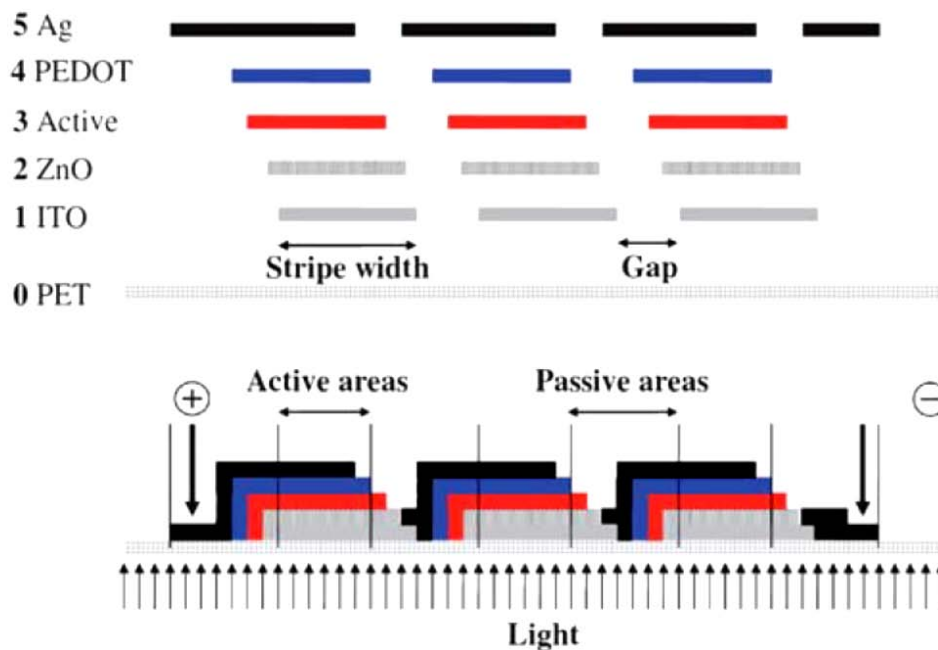 5 Ag
4 PEDOT
3 Active
2 ZnO
1 ITO
Stripe width
Gap
0 PET
Active areas
Passive areas
+
−
Light